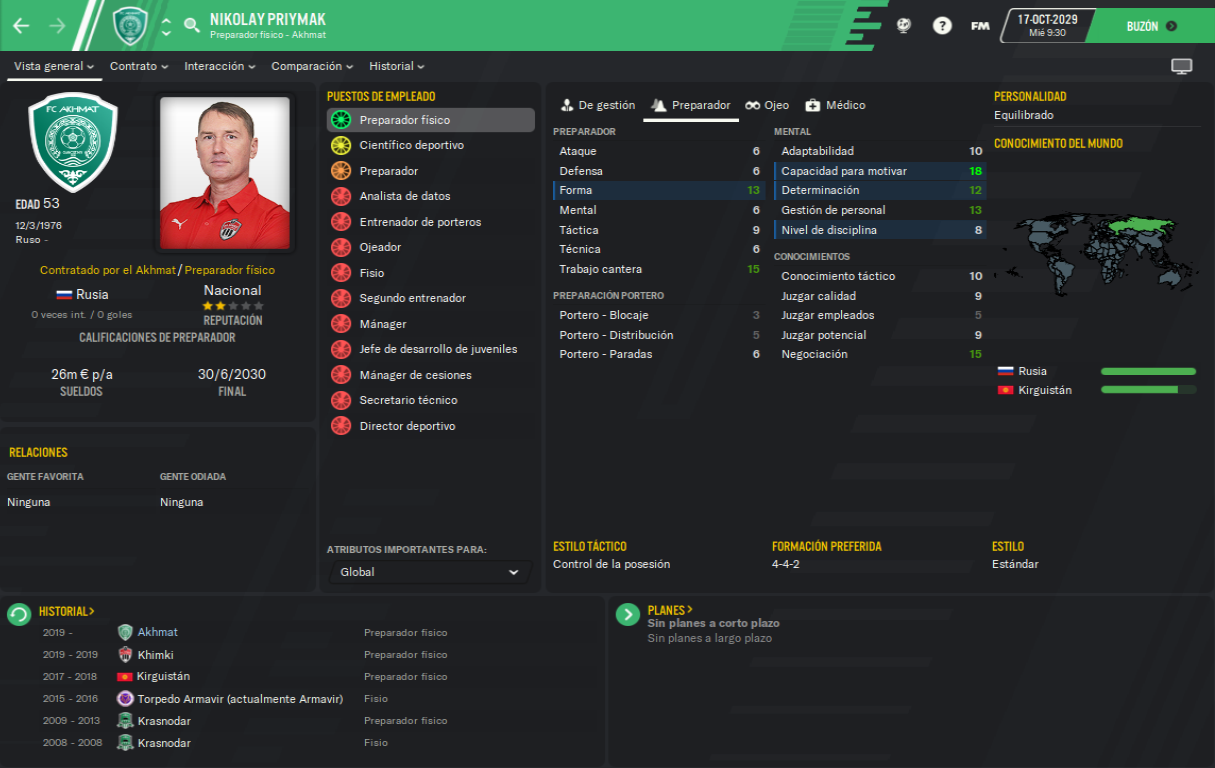 NIKOLAY PRIYMAK
Preparador físico - Akhmat
?
FM
17-OCT-2029
Mié 9:30
BUZÓN
Vista general
Contrato
Interacción
Comparación
Historial
FC AKHMAT
EDAD 53
12/3/1976
Ruso -
Contratado por el Akhmat / Preparador físico
Rusia
0 veces int. / 0 goles
Nacional
REPUTACIÓN
CALIFICACIONES DE PREPARADOR
26m € p/a
SUELDOS
30/6/2030
FINAL
RELACIONES
GENTE FAVORITA
Ninguna
GENTE ODIADA
Ninguna
PUESTOS DE EMPLEADO
Preparador físico
Científico deportivo
Preparador
Analista de datos
Entrenador de porteros
Ojeador
Fisio
Segundo entrenador
Mánager
Jefe de desarrollo de juveniles
Mánager de cesiones
Secretario técnico
Director deportivo
ATRIBUTOS IMPORTANTES PARA:
Global
De gestión
Preparador
Ojeo
Médico
PREPARADOR
Ataque 6
Defensa 6
Forma 13
Mental 6
Táctica 9
Técnica 6
Trabajo cantera 15
PREPARACIÓN PORTERO
Portero - Blocaje 3
Portero - Distribución 5
Portero - Paradas 6
MENTAL
Adaptabilidad 10
Capacidad para motivar 18
Determinación 12
Gestión de personal 13
Nivel de disciplina 8
CONOCIMIENTOS
Conocimiento táctico 10
Juzgar calidad 9
Juzgar empleados 5
Juzgar potencial 9
Negociación 15
ESTILO TÁCTICO
Control de la posesión
FORMACIÓN PREFERIDA
4-4-2
ESTILO
Estándar
PERSONALIDAD
Equilibrado
CONOCIMIENTO DEL MUNDO
Rusia
Kirguistán
HISTORIAL >
2019 - Akhmat Preparador físico
2019 - 2019 Khimki Preparador físico
2017 - 2018 Kirguistán Preparador físico
2015 - 2016 Torpedo Armavir (actualmente Armavir) Fisio
2009 - 2013 Krasnodar Preparador físico
2008 - 2008 Krasnodar Fisio
PLANES >
Sin planes a corto plazo
Sin planes a largo plazo